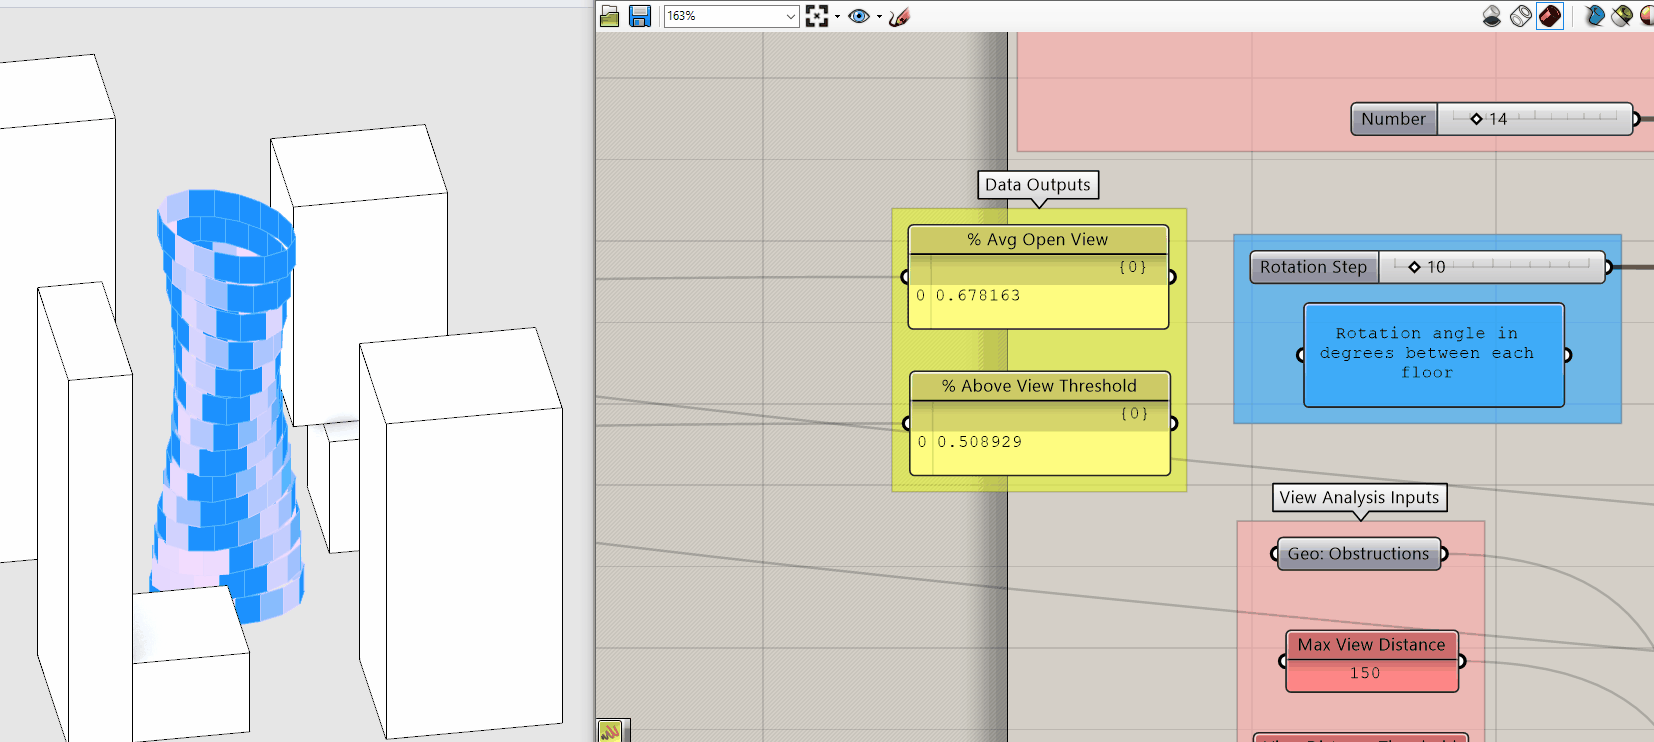 163%
Number
14
Data Outputs
% Avg Open View
{0}
0 0.678163
Rotation Step
10
Rotation angle in
degrees between each
floor
% Above View Threshold
{0}
0 0.508929
View Analysis Inputs
Geo: Obstructions
Max View Distance
150